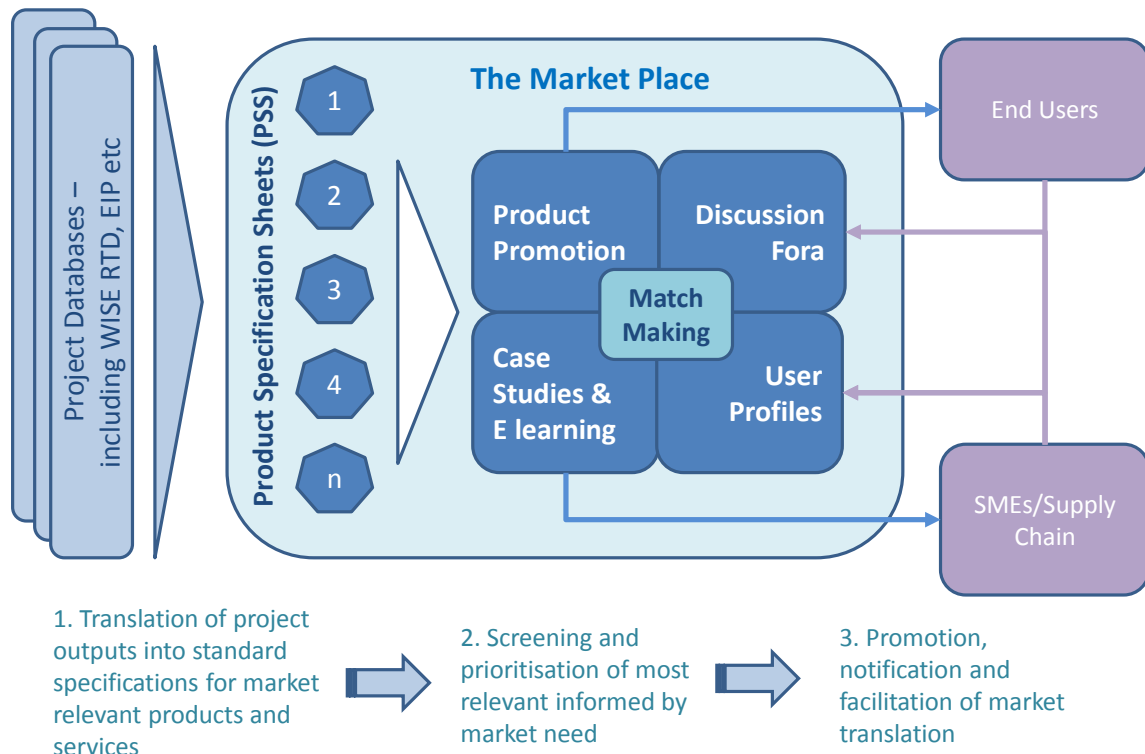 Project Databases –
including WISE RTD, EIP etc
Product Specification Sheets (PSS)
1
2
3
4
n
The Market Place
Product
Promotion
Discussion
Fora
Match
Making
Case
Studies &
E learning
User
Profiles
End Users
SMEs/Supply
Chain
1. Translation of project
outputs into standard
specifications for market
relevant products and
services
2. Screening and
prioritisation of most
relevant informed by
market need
3. Promotion,
notification and
facilitation of market
translation